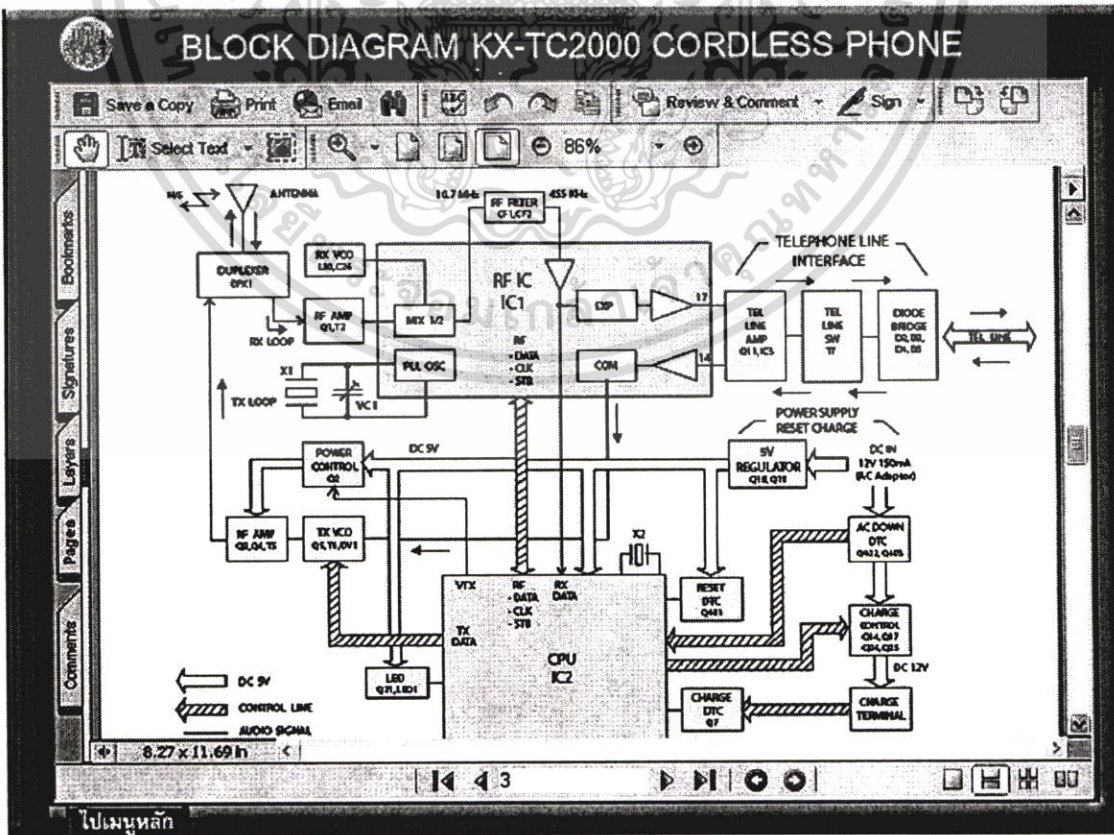 BLOCK DIAGRAM KX-TC2000 CORDLESS PHONE
Save a Copy Print Email Review & Comment Sign
Select Text 86%
Bookmarks
Signatures
Layers
Pages
Comments
ANTENNA
10.7 MHz
RF FILTER
CF1,CF2
455 KHz
DUPLEXER
RX VCO
RF IC
IC1
RF AMP
Q1,T2
MIX 1/2
EXP
17
RX LOOP
RF
- DATA
- CLK
- STB
COM
14
X1
VC1
TX LOOP
TELEPHONE LINE
INTERFACE
TEL
LINE
AMP
TEL
LINE
SW
DIODE
BRIDGE
TEL LINE
POWER SUPPLY
RESET CHARGE
DC 5V
POWER
CONTROL
Q2
5V
REGULATOR
DC IN
12V 150mA
(AC Adaptor)
RF AMP
TX VCO
X2
AC DOWN
DTC
VTX
RF
- DATA
- CLK
- STB
RX
DATA
RESET
DTC
TX
DATA
CHARGE
CONTROL
CPU
IC2
DC 12V
LED
CHARGE
DTC
Q7
CHARGE
TERMINAL
DC 5V
CONTROL LINE
AUDIO SIGNAL
8.27 x 11.69 in
3
ไปเมนูหลัก